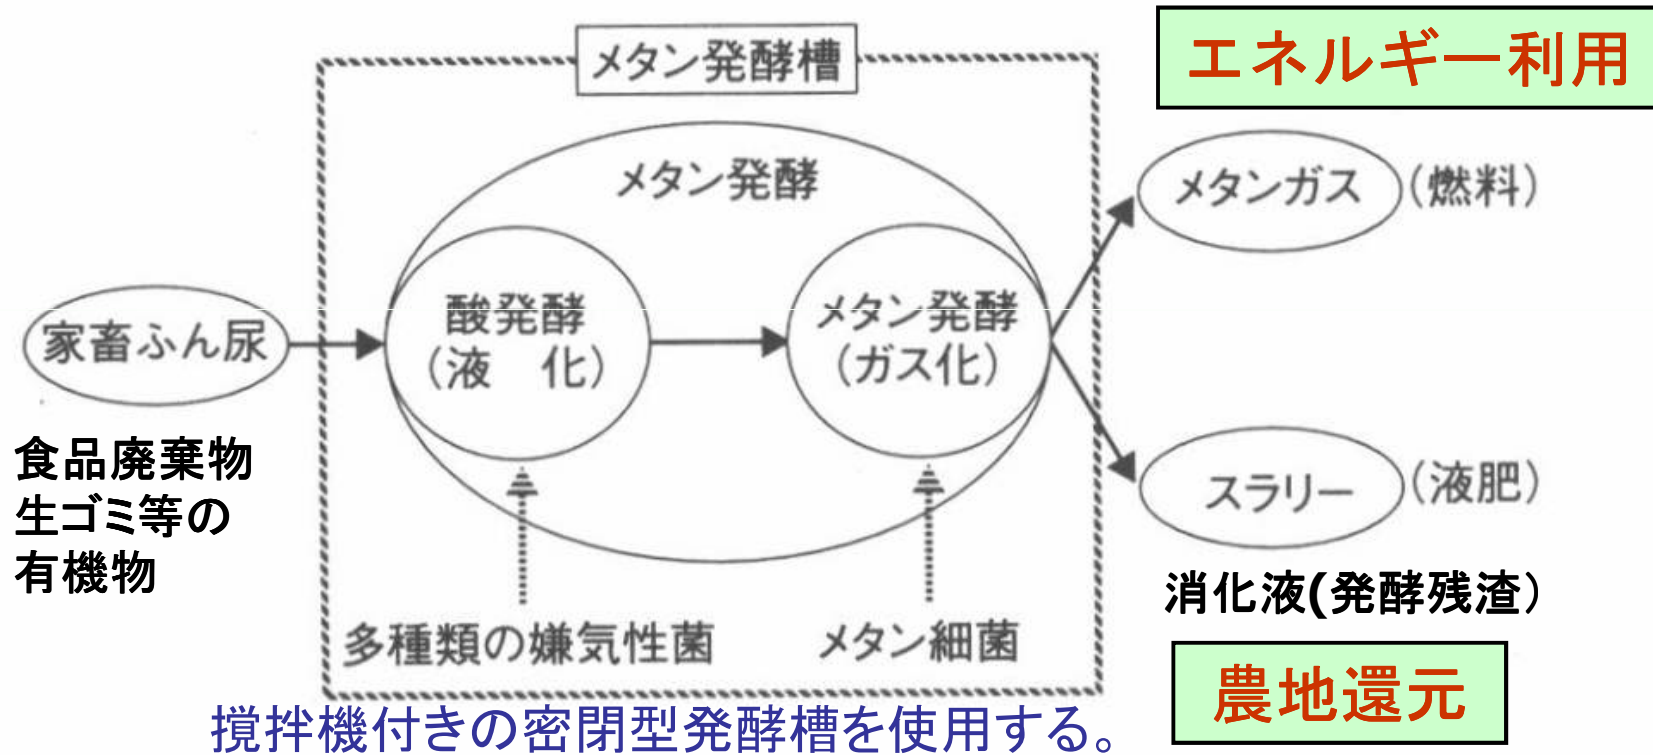 メタン発酵槽
エネルギー利用
メタン発酵
メタンガス
（燃料）
家畜ふん尿
酸発酵
（液　化）
メタン発酵
（ガス化）
食品廃棄物
生ゴミ等の
有機物
スラリー
（液肥）
消化液(発酵残渣）
多種類の嫌気性菌
メタン細菌
農地還元
撹拌機付きの密閉型発酵槽を使用する。